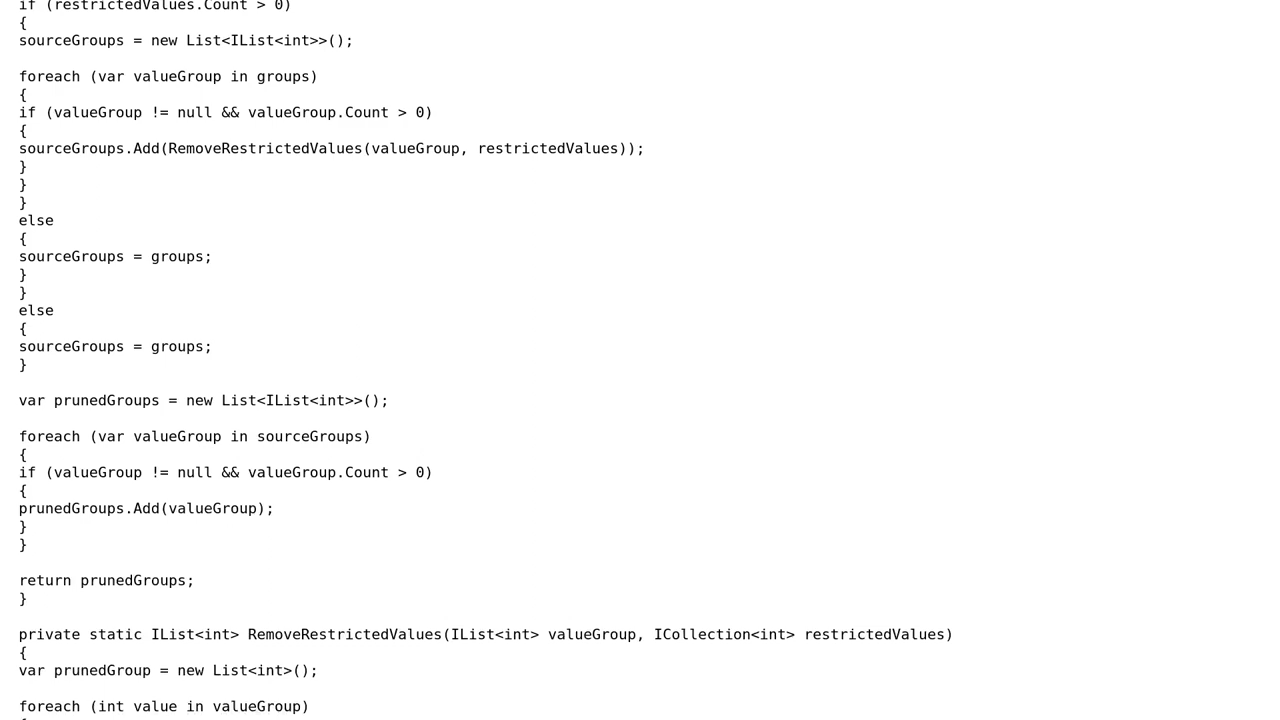 if (restrictedValues.Count > 0)
{
sourceGroups = new List<IList<int>>();

foreach (var valueGroup in groups)
{
if (valueGroup != null && valueGroup.Count > 0)
{
sourceGroups.Add(RemoveRestrictedValues(valueGroup, restrictedValues));
}
}
}
else
{
sourceGroups = groups;
}
}
else
{
sourceGroups = groups;
}

var prunedGroups = new List<IList<int>>();

foreach (var valueGroup in sourceGroups)
{
if (valueGroup != null && valueGroup.Count > 0)
{
prunedGroups.Add(valueGroup);
}
}

return prunedGroups;
}

private static IList<int> RemoveRestrictedValues(IList<int> valueGroup, ICollection<int> restrictedValues)
{
var prunedGroup = new List<int>();

foreach (int value in valueGroup)
{